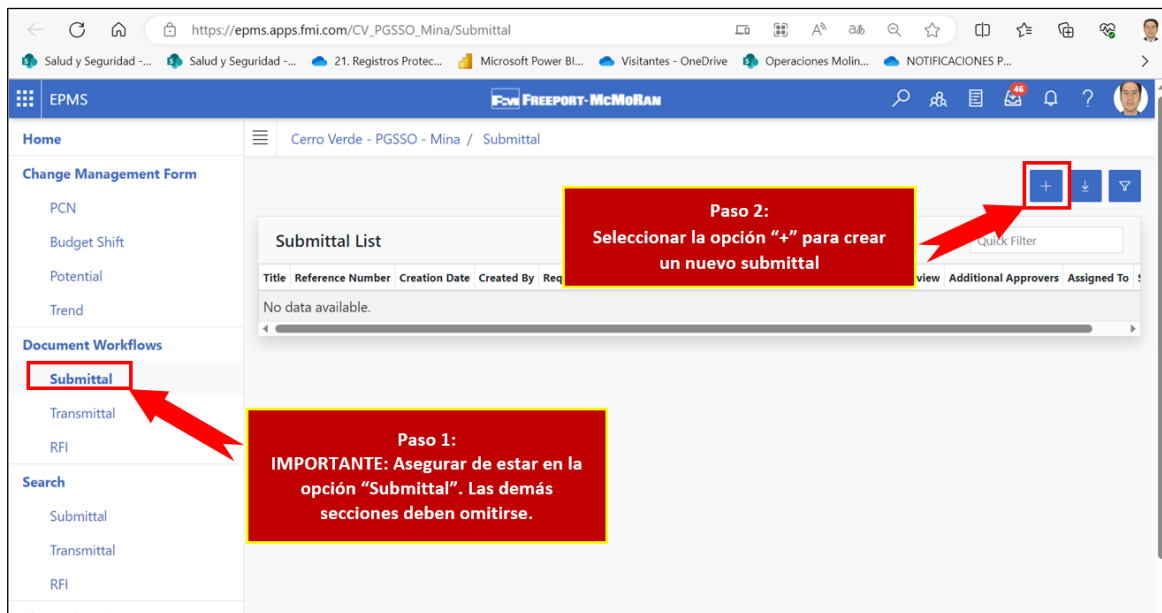 https://epms.apps.fmi.com/CV_PGSSO_Mina/Submittal
Salud y Seguridad -... Salud y Seguridad -... 21. Registros Protec... Microsoft Power BI... Visitantes - OneDrive Operaciones Molin... NOTIFICACIONES P...
EPMS
FREEPORT-McMoRAN
46
Home
Cerro Verde - PGSSO - Mina / Submittal
Change Management Form
PCN
Budget Shift
Potential
Trend
Paso 2:
Seleccionar la opción “+” para crear
un nuevo submittal
Submittal List
Quick Filter
Title Reference Number Creation Date Created By Req view Additional Approvers Assigned To
No data available.
Document Workflows
Submittal
Transmittal
RFI
Paso 1:
IMPORTANTE: Asegurar de estar en la
opción “Submittal”. Las demás
secciones deben omitirse.
Search
Submittal
Transmittal
RFI